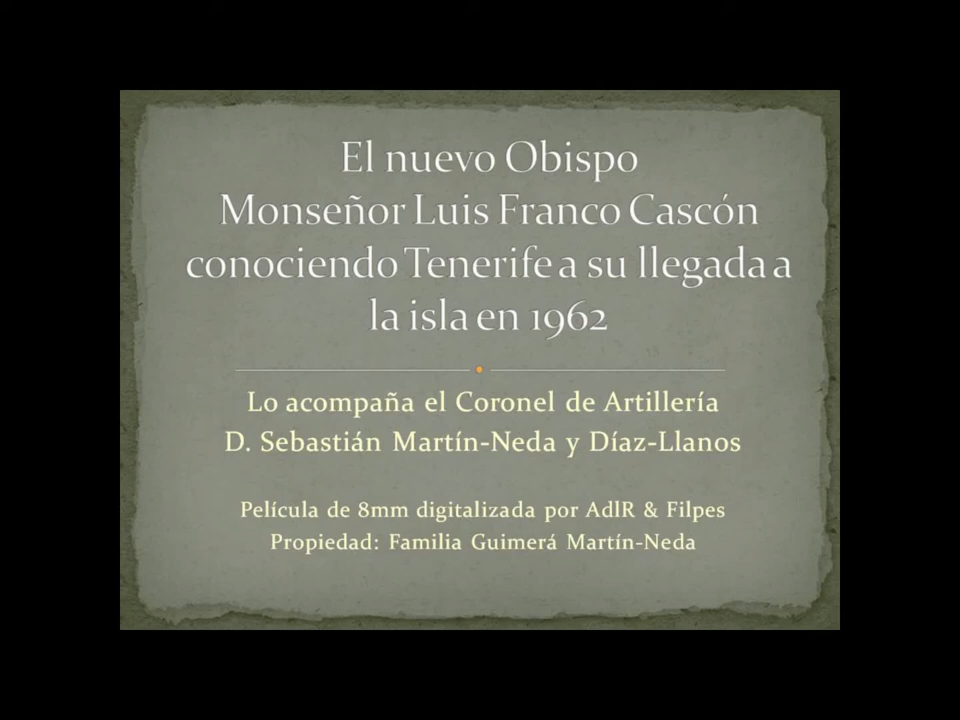 El nuevo Obispo
Monseñor Luis Franco Cascón
conociendo Tenerife a su llegada a
la isla en 1962
Lo acompaña el Coronel de Artillería
D. Sebastián Martín-Neda y Díaz-Llanos
Película de 8mm digitalizada por AdlR & Filpes
Propiedad: Familia Guimerá Martín-Neda